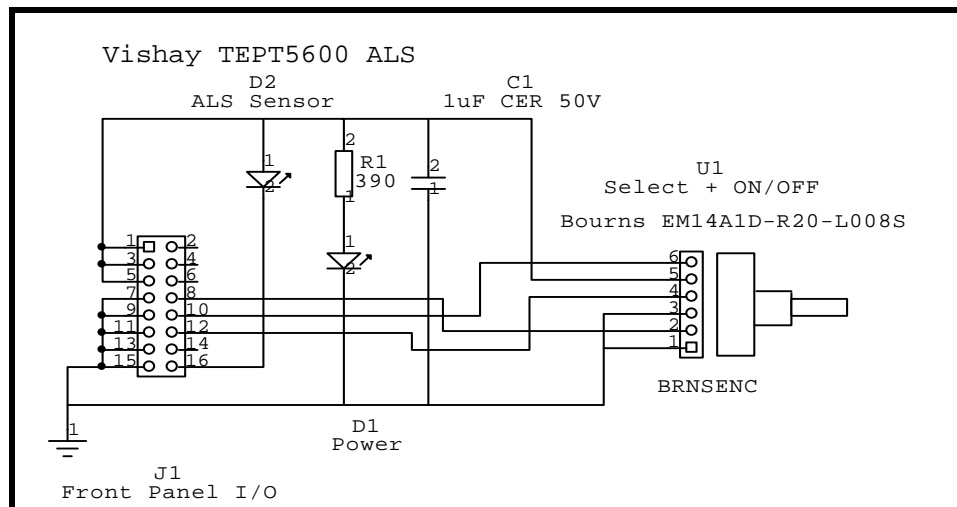 Vishay TEPT5600 ALS
D2
ALS Sensor
C1
1uF CER 50V
1
2
2
1
R1
390
2
1
1
2
U1
Select + ON/OFF
Bourns EM14A1D-R20-L008S
6
5
4
3
2
1
BRNSENC
1 2
3 4
5 6
7 8
9 10
11 12
13 14
15 16
D1
Power
1
J1
Front Panel I/O